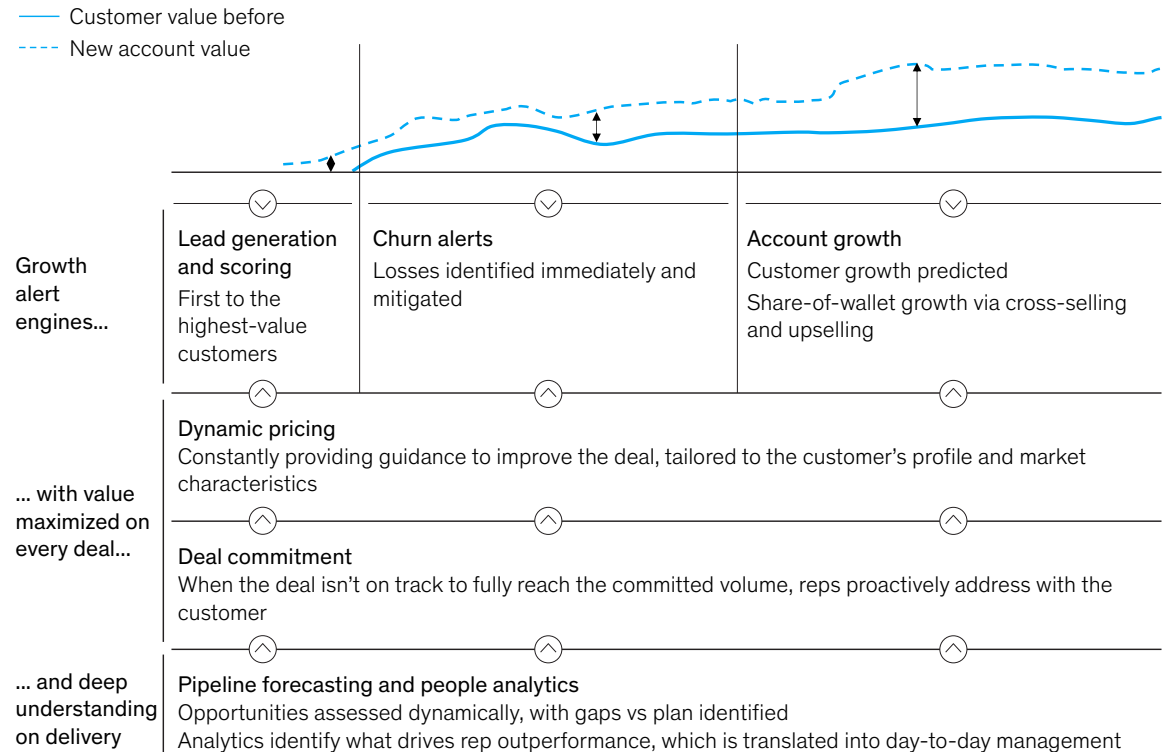 Customer value before
New account value
Growth
alert
engines...
Lead generation
and scoring
First to the
highest-value
customers
Churn alerts
Losses identified immediately and
mitigated
Account growth
Customer growth predicted
Share-of-wallet growth via cross-selling
and upselling
... with value
maximized on
every deal...
Dynamic pricing
Constantly providing guidance to improve the deal, tailored to the customer’s profile and market
characteristics
Deal commitment
When the deal isn’t on track to fully reach the committed volume, reps proactively address with the
customer
... and deep
understanding
on delivery
Pipeline forecasting and people analytics
Opportunities assessed dynamically, with gaps vs plan identified
Analytics identify what drives rep outperformance, which is translated into day-to-day management